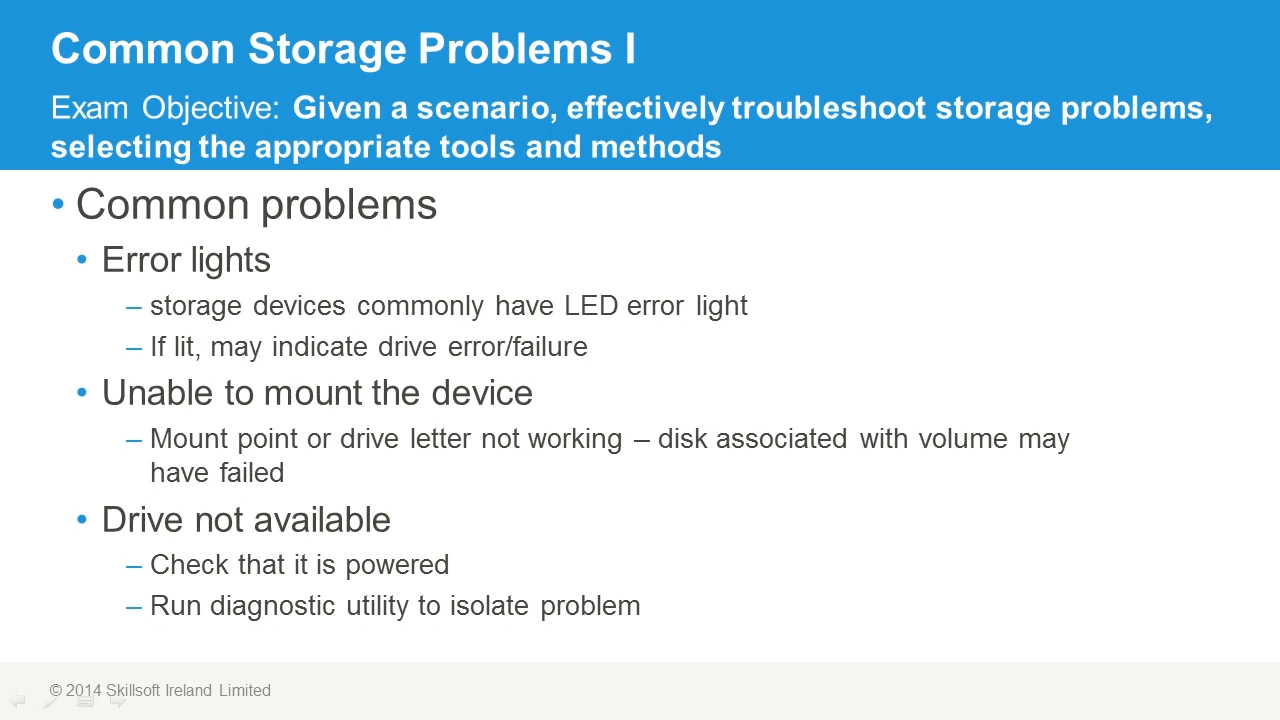 Common Storage Problems I
Exam Objective: Given a scenario, effectively troubleshoot storage problems,
selecting the appropriate tools and methods
• Common problems
• Error lights
– storage devices commonly have LED error light
– If lit, may indicate drive error/failure
• Unable to mount the device
– Mount point or drive letter not working – disk associated with volume may
have failed
• Drive not available
– Check that it is powered
– Run diagnostic utility to isolate problem
© 2014 Skillsoft Ireland Limited